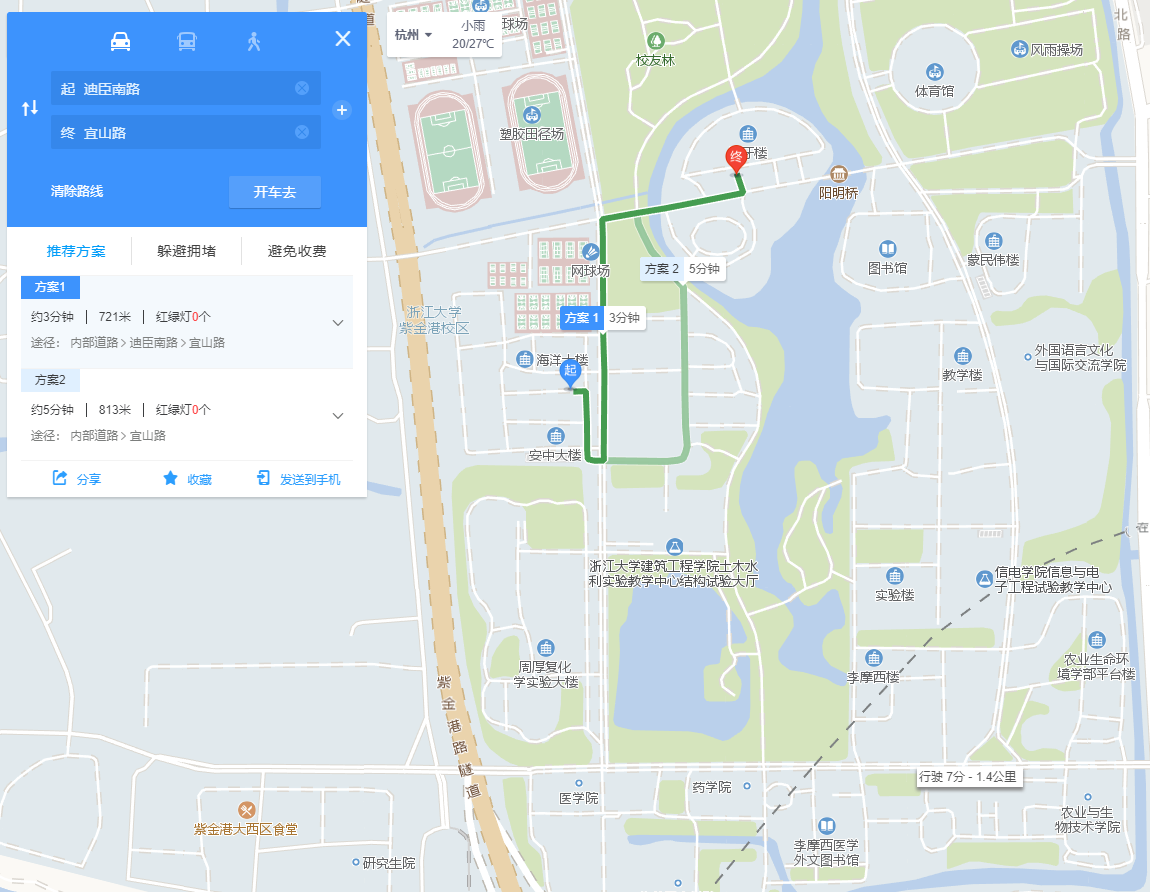 起 迪臣南路
终 宜山路
清除路线
开车去
推荐方案
躲避拥堵
避免收费
方案1
约3分钟 | 721米 | 红绿灯0个
途径： 内部道路 > 迪臣南路 > 宜山路
方案2
约5分钟 | 813米 | 红绿灯0个
途径： 内部道路 > 宜山路
分享
收藏
发送到手机
杭州
小雨
20/27℃
球场
校友林
塑胶田径场
体育馆
风雨操场
北
路
终
开楼
阳明桥
图书馆
蒙民伟楼
网球场
方案 2 5分钟
方案 1 3分钟
浙江大学
紫金港校区
海洋大楼
起
安中大楼
教学楼
外国语言文化
与国际交流学院
浙江大学建筑工程学院土木水
利实验教学中心结构试验大厅
实验楼
信电学院信息与电
子工程试验教学中心
在
周厚复化
学实验大楼
李摩西楼
农业生命环
境学部平台楼
紫金港路隧道
隧道
行驶 7分 - 1.4公里
医学院
药学院
紫金港大西区食堂
研究生院
李摩西医学
外文图书馆
农业与生
物技术学院